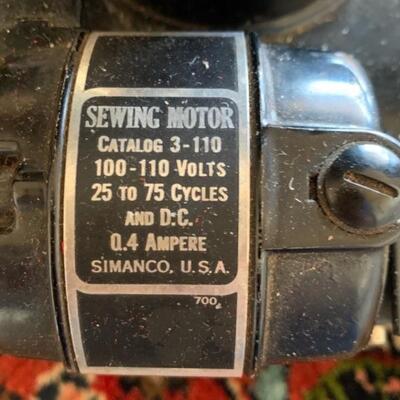 SEWING MOTOR
CATALOG 3-110
100-110 VOLTS
25 TO 75 CYCLES
AND D.C.
0.4 AMPERE
SIMANCO, U.S.A.
700